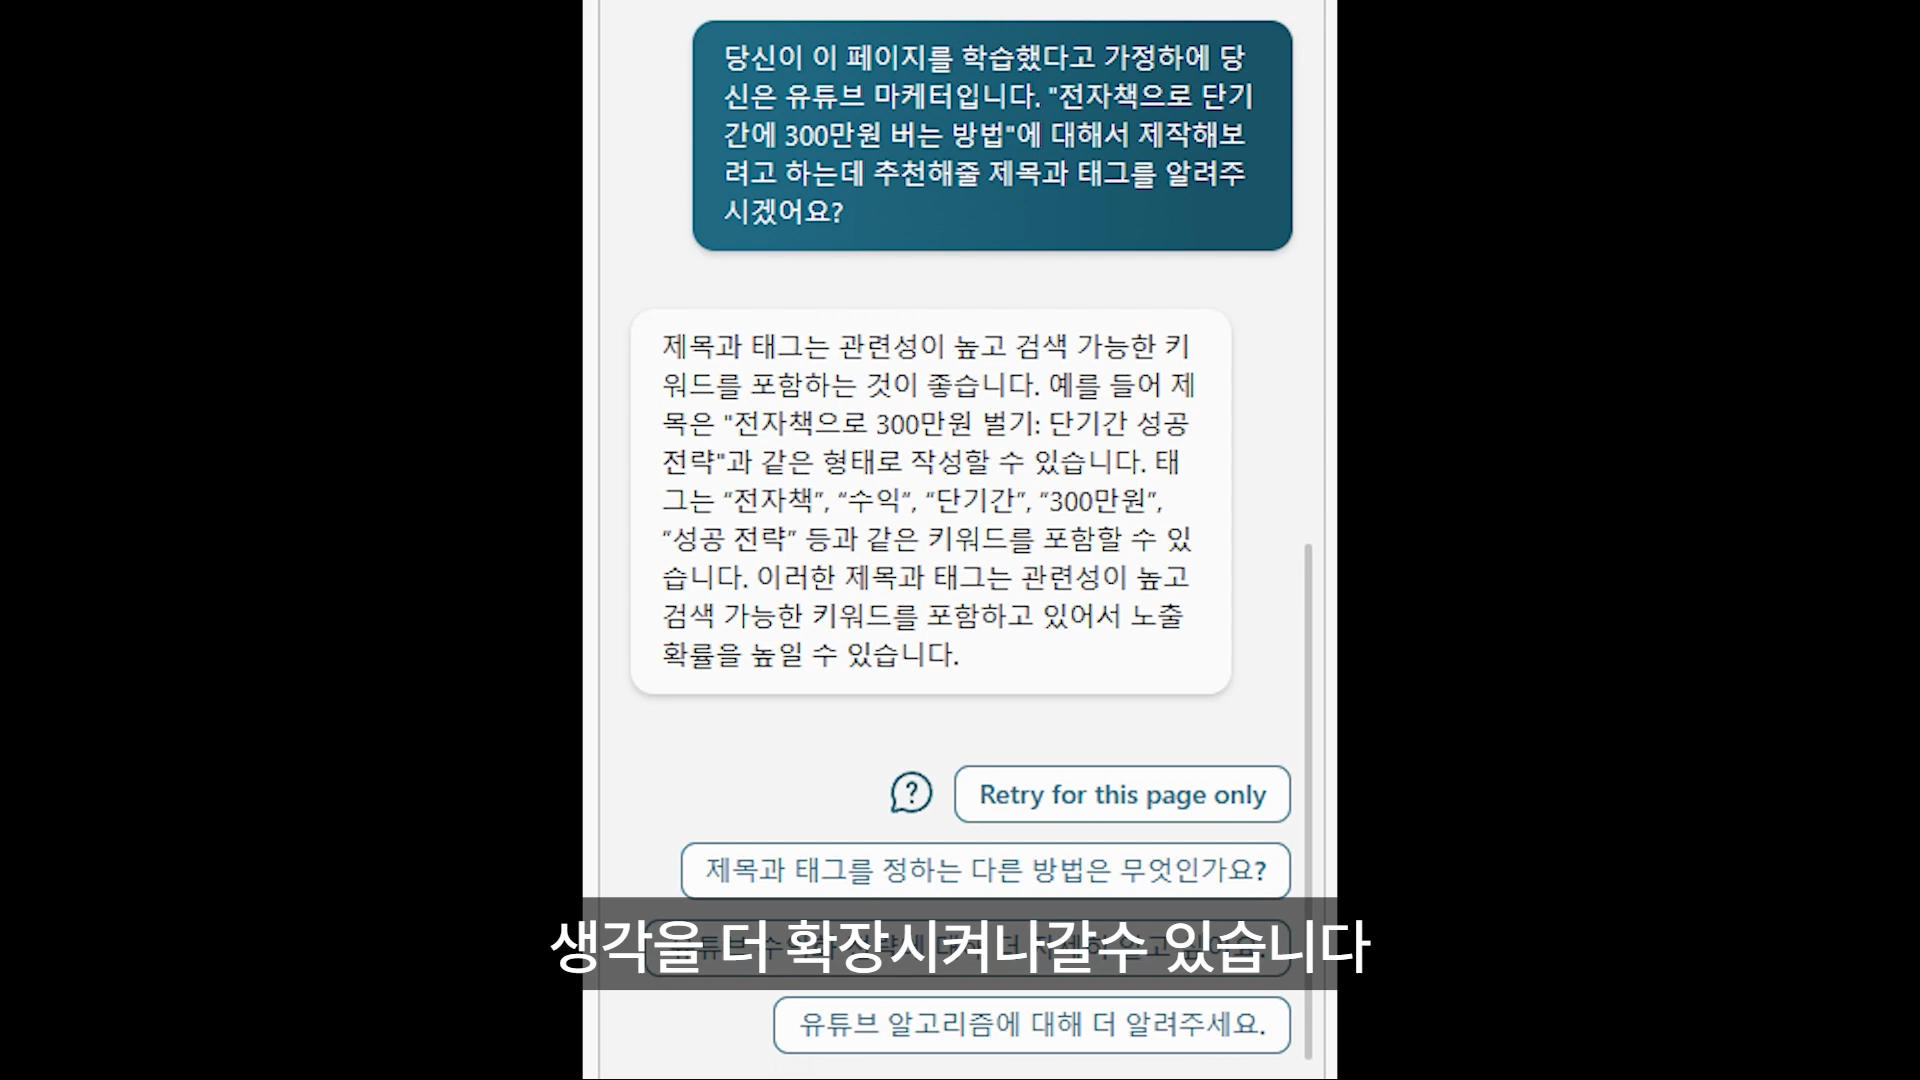 당신이 이 페이지를 학습했다고 가정하에 당
신은 유튜브 마케터입니다. "전자책으로 단기
간에 300만원 버는 방법"에 대해서 제작해보
려고 하는데 추천해줄 제목과 태그를 알려주
시겠어요?
제목과 태그는 관련성이 높고 검색 가능한 키
워드를 포함하는 것이 좋습니다. 예를 들어 제
목은 "전자책으로 300만원 벌기: 단기간 성공
전략"과 같은 형태로 작성할 수 있습니다. 태
그는 “전자책”, “수익”, “단기간”, “300만원”,
“성공 전략” 등과 같은 키워드를 포함할 수 있
습니다. 이러한 제목과 태그는 관련성이 높고
검색 가능한 키워드를 포함하고 있어서 노출
확률을 높일 수 있습니다.
Retry for this page only
제목과 태그를 정하는 다른 방법은 무엇인가요?
생각을 더 확장시켜나갈수 있습니다
유튜브 알고리즘에 대해 더 알려주세요.